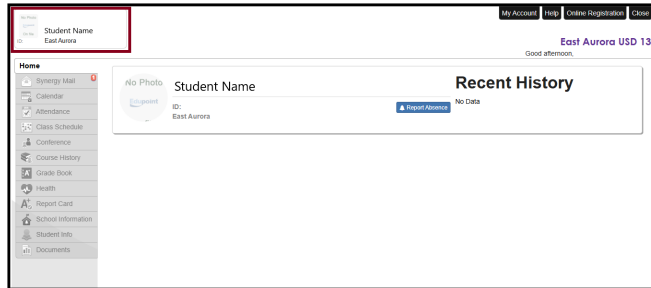 My Account Help Online Registration Close
No Photo
Student Name
ID:
East Aurora
East Aurora USD 13
Good afternoon,
Home
Synergy Mail
Calendar
Attendance
Class Schedule
Conference
Course History
Grade Book
Health
Report Card
School Information
Student Info
Documents
No Photo
Edupoint
Student Name
ID:
East Aurora
Report Absence
Recent History
No Data